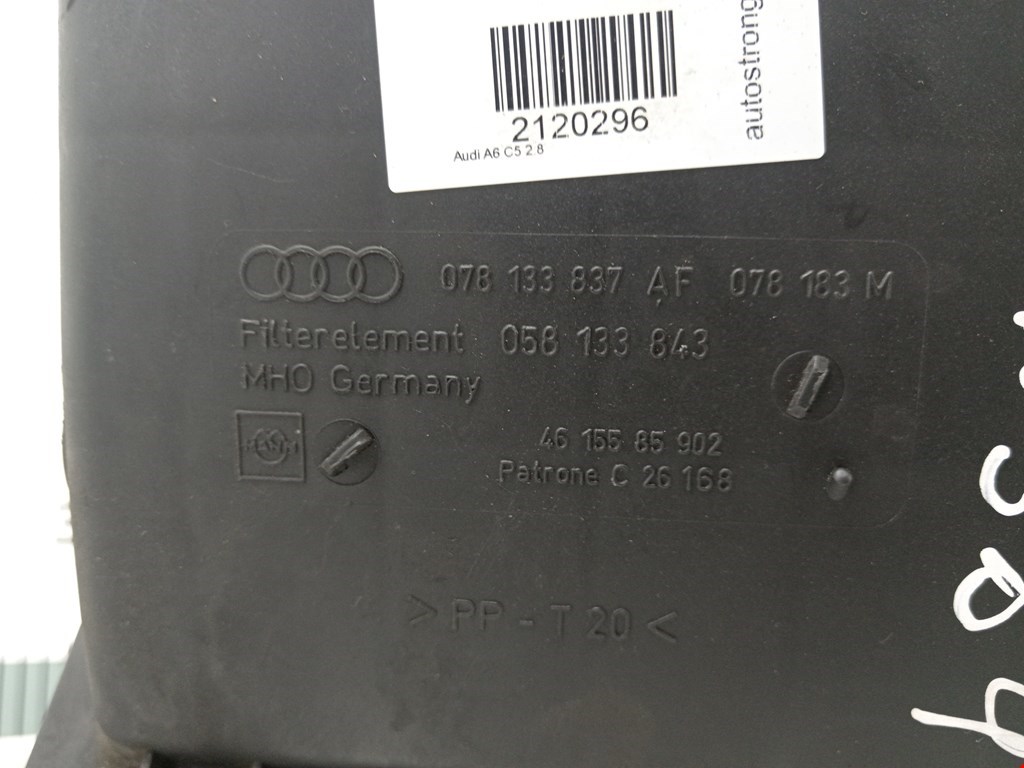 2120296
Audi A6 C5 2.8
autostrong
078 133 837 AF 078 183 M
Filterelement 058 133 843
MHO Germany
46 155 85 902
Patrone C 26 168
> PP - T 20 <